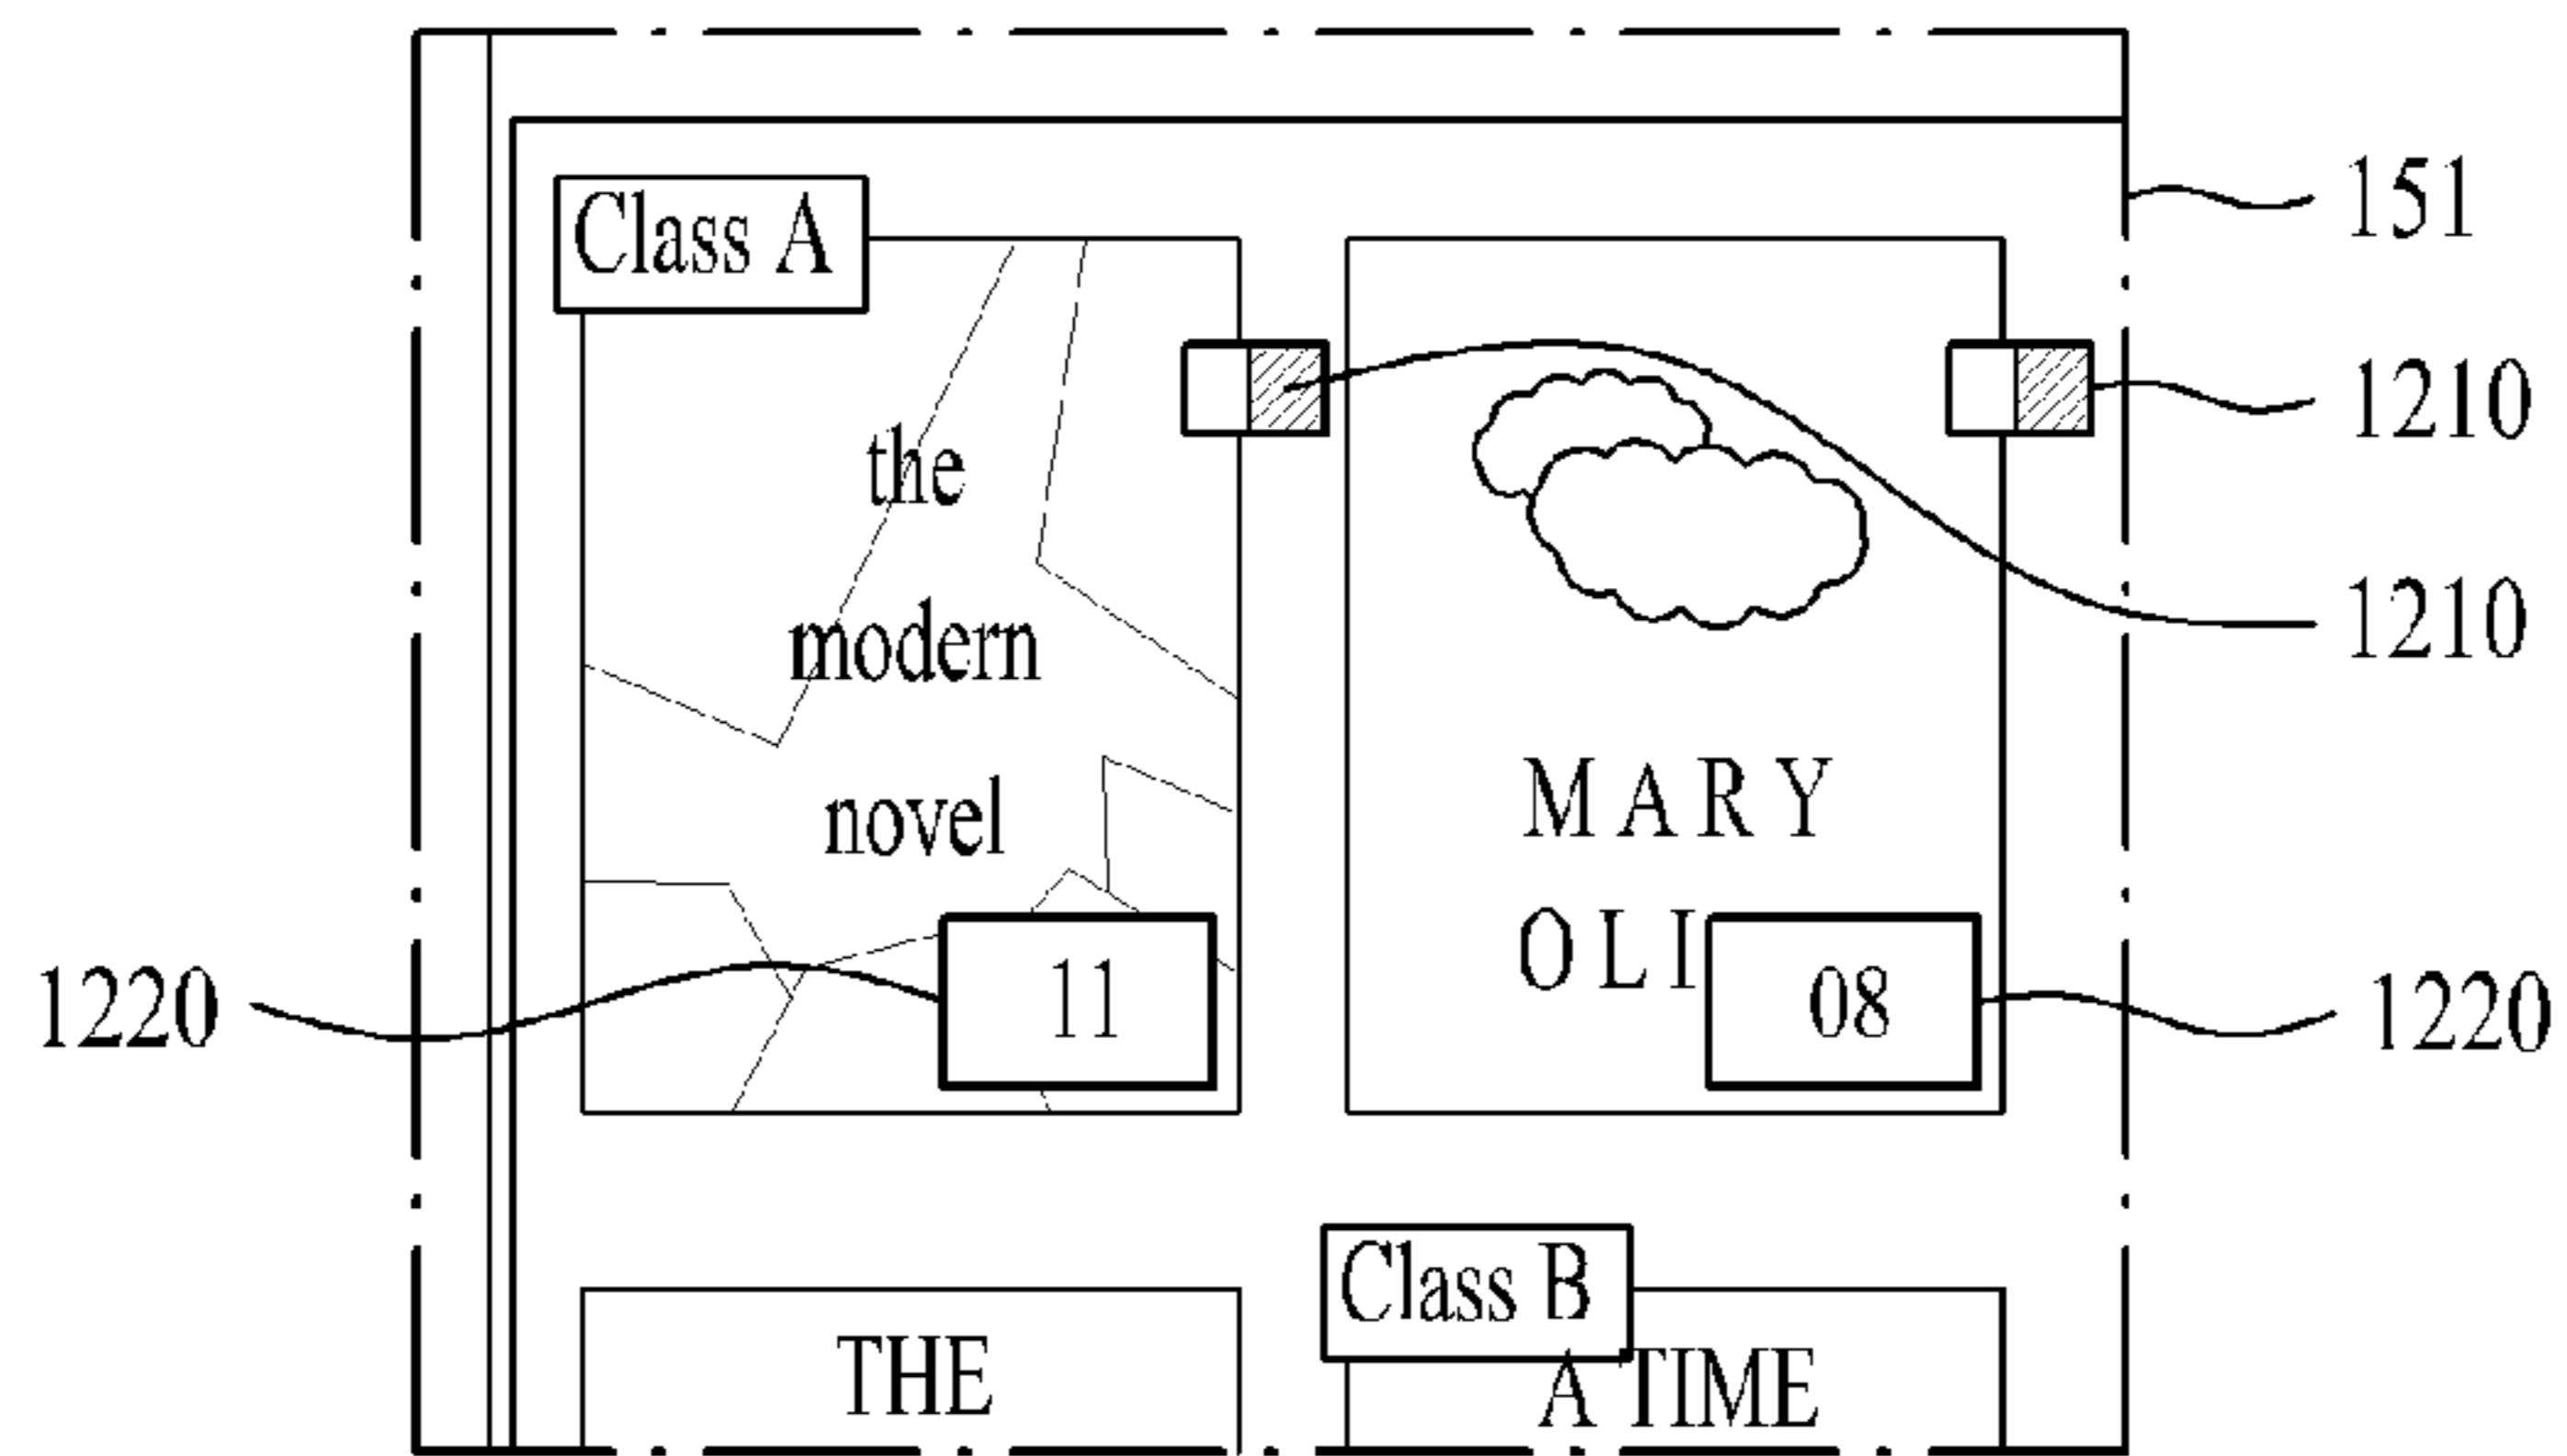 151
Class A
1210
the
1210
modern
novel
MARY
OLI
1220
11
08
1220
Class B
THE
A TIME